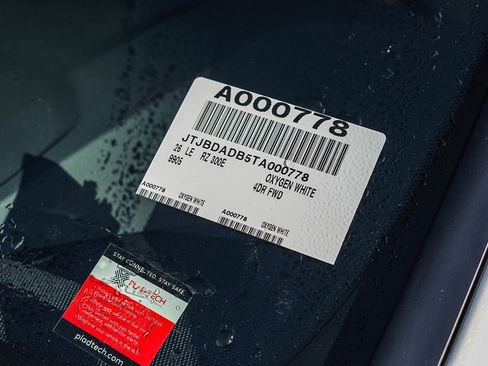 A000778
JTJBDADB5TA000778
26 LE RZ 300E
OXYGEN WHITE
9905
4DR FWD
A000778
OXYGEN WHITE
A000778
OXYGEN WHITE
STAY CONNECTED. STAY SAFE.
pladtech.com